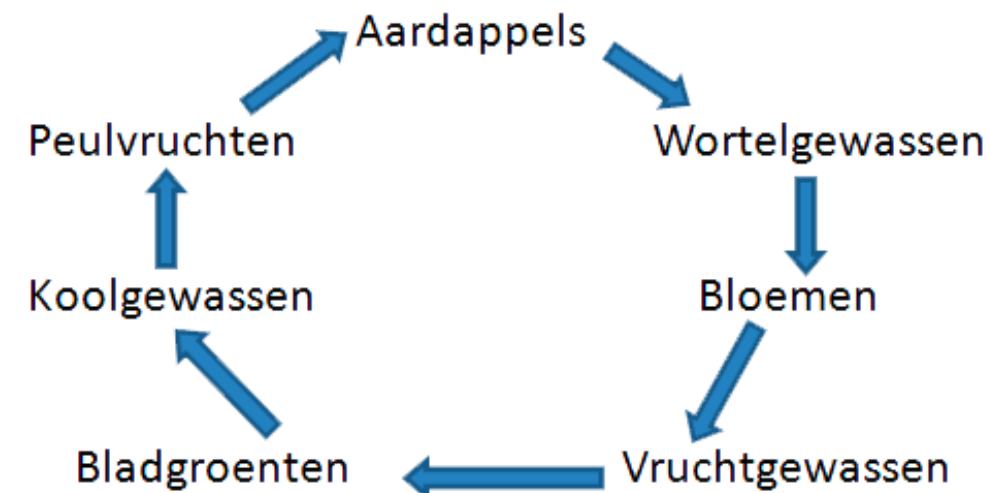 Aardappels
Wortelgewassen
Bloemen
Vruchtgewassen
Bladgroenten
Koolgewassen
Peulvruchten